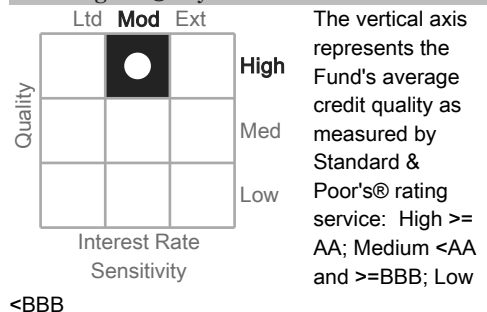 Ltd Mod Ext
High
Med
Low
Quality
Interest Rate
Sensitivity
The vertical axis
represents the
Fund's average
credit quality as
measured by
Standard &
Poor's® rating
service: High >=
AA; Medium <AA
and >=BBB; Low
<BBB